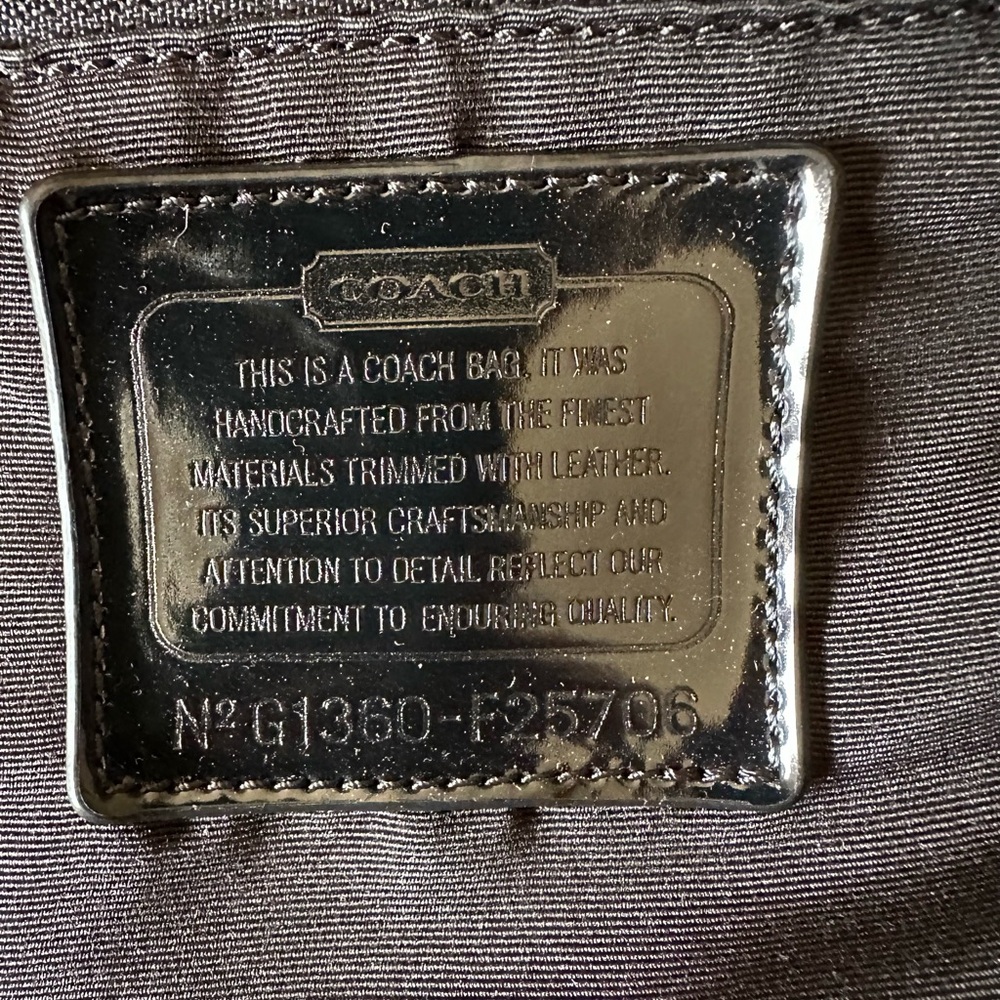 COACH
THIS IS A COACH BAG. IT WAS
HANDCRAFTED FROM THE FINEST
MATERIALS TRIMMED WITH LEATHER.
ITS SUPERIOR CRAFTSMANSHIP AND
ATTENTION TO DETAIL REFLECT OUR
COMMITMENT TO ENDURING QUALITY.
Nº G1360-F25706